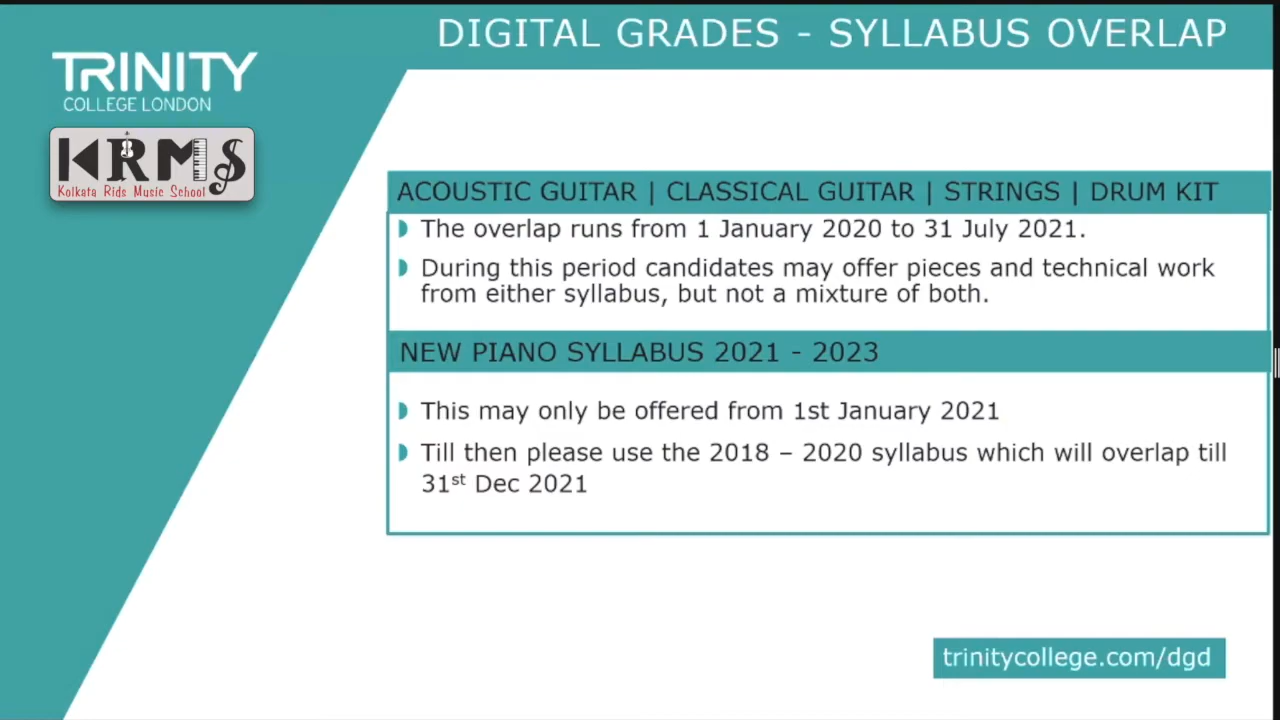 DIGITAL GRADES - SYLLABUS OVERLAP
TRINITY
COLLEGE LONDON
KRMS
Kolkata Rids Music School
ACOUSTIC GUITAR | CLASSICAL GUITAR | STRINGS | DRUM KIT
The overlap runs from 1 January 2020 to 31 July 2021.
During this period candidates may offer pieces and technical work
from either syllabus, but not a mixture of both.
NEW PIANO SYLLABUS 2021 - 2023
This may only be offered from 1st January 2021
Till then please use the 2018 – 2020 syllabus which will overlap till
31st Dec 2021
trinitycollege.com/dgd